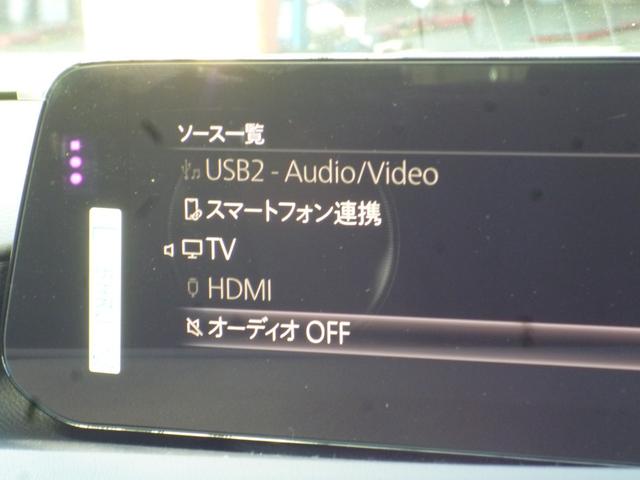 ソース一覧
USB2 - Audio/Video
スマートフォン連携
TV
HDMI
オーディオ OFF